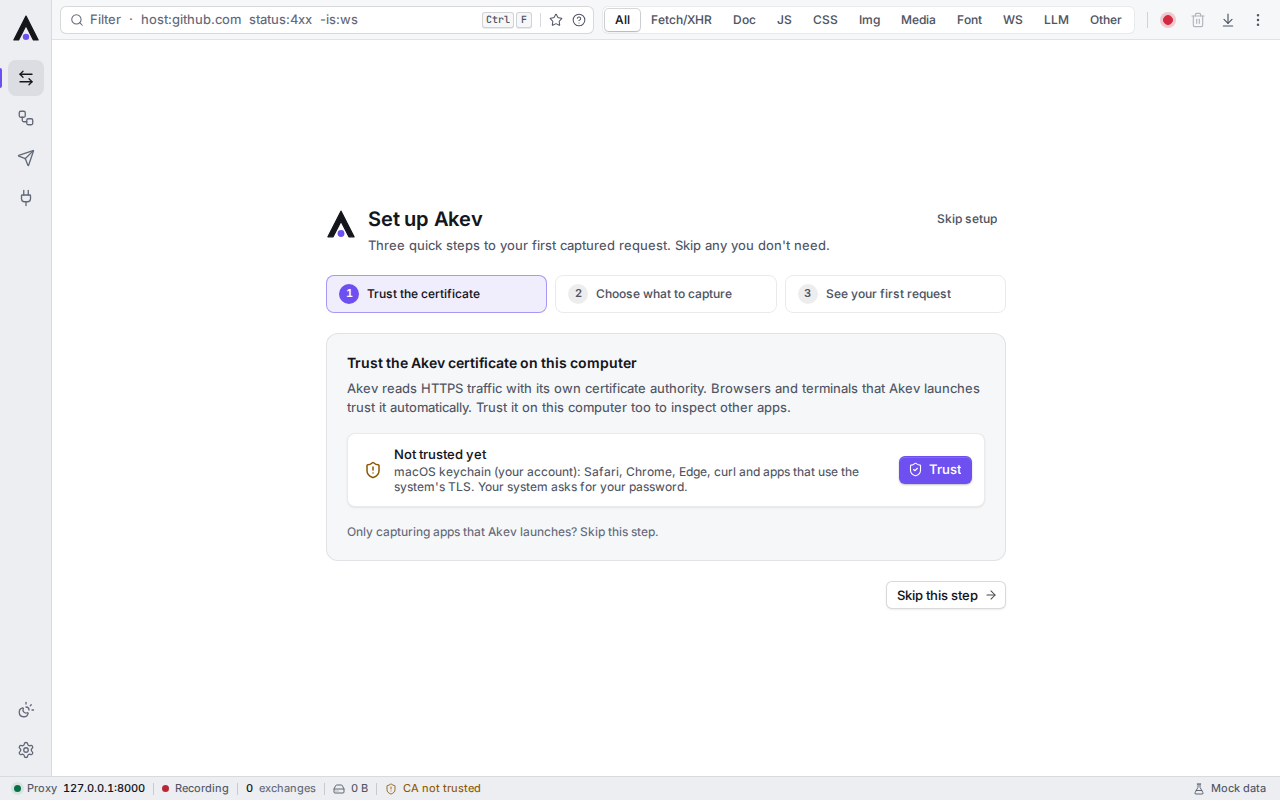 Filter · host:github.com status:4xx -is:ws
Ctrl F
All Fetch/XHR Doc JS CSS Img Media Font WS LLM Other
Set up Akev
Skip setup
Three quick steps to your first captured request. Skip any you don't need.
1 Trust the certificate
2 Choose what to capture
3 See your first request
Trust the Akev certificate on this computer
Akev reads HTTPS traffic with its own certificate authority. Browsers and terminals that Akev launches
trust it automatically. Trust it on this computer too to inspect other apps.
Not trusted yet
macOS keychain (your account): Safari, Chrome, Edge, curl and apps that use the
system's TLS. Your system asks for your password.
Trust
Only capturing apps that Akev launches? Skip this step.
Skip this step
Proxy 127.0.0.1:8000
Recording
0 exchanges
0 B
CA not trusted
Mock data